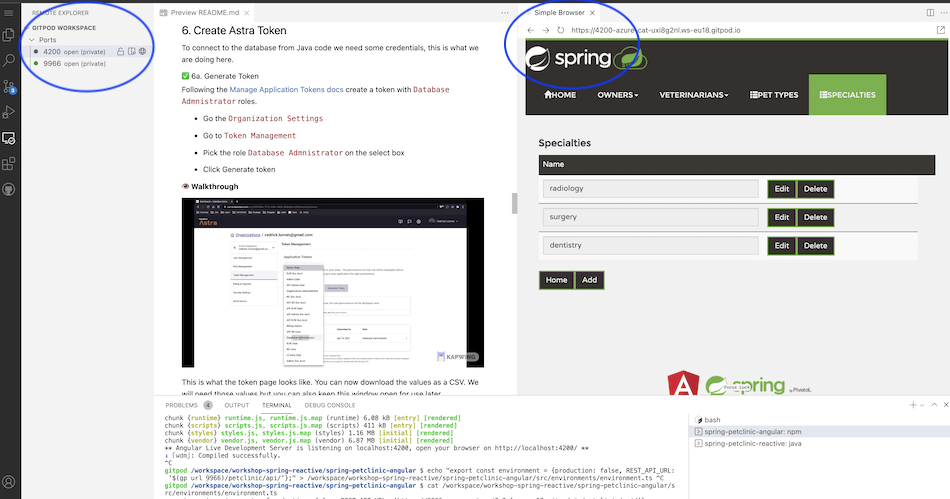 REMOTE EXPLORER
GITPOD WORKSPACE
Ports
4200 open (private)
9966 open (private)
3
Preview README.md
6. Create Astra Token
To connect to the database from Java code we need some credentials, this is what
we are doing here.
6a. Generate Token
Following the Manage Application Tokens docs create a token with Database
Admnistrator roles.
Go the Organization Settings
Go to Token Management
Pick the role Database Admnistrator on the select box
Click Generate token
Walkthrough
Astra
Organizations / cedrick.lunven@gmail.com
Token Management
Application Tokens
KAPWING
This is what the token page looks like. You can now download the values as a CSV. We
will need those values but you can also keep this window open for use later.
Simple Browser
https://4200-azure-cat-uxi8g2nl.ws-eu18.gitpod.io
spring
HOME OWNERS VETERINARIANS PET TYPES SPECIALTIES
Specialties
Name
radiology Edit Delete
surgery Edit Delete
dentistry Edit Delete
Home Add
spring by Pivotal
PROBLEMS 4 OUTPUT TERMINAL DEBUG CONSOLE
chunk {runtime} runtime.js, runtime.js.map (runtime) 6.08 kB [entry] [rendered]
chunk {scripts} scripts.js, scripts.js.map (scripts) 411 kB [entry] [rendered]
chunk {styles} styles.js, styles.js.map (styles) 1.16 MB [initial] [rendered]
chunk {vendor} vendor.js, vendor.js.map (vendor) 6.87 MB [initial] [rendered]
** Angular Live Development Server is listening on localhost, open your browser on http://localhost:4200/ **
i [wdm]: Compiled successfully.
^C
gitpod /workspace/workshop-spring-reactive/spring-petclinic-angular $ echo "export const environment = {production: false, REST_API_URL:
'$(gp url 9966)/petclinic/api/'};" > /workspace/workshop-spring-reactive/spring-petclinic-angular/src/environments/environment.ts ^C
gitpod /workspace/workshop-spring-reactive/spring-petclinic-angular $ cat /workspace/workshop-spring-reactive/spring-petclinic-angular/s
rc/environments/environment.ts
bash
spring-petclinic-angular: npm
spring-petclinic-reactive: java